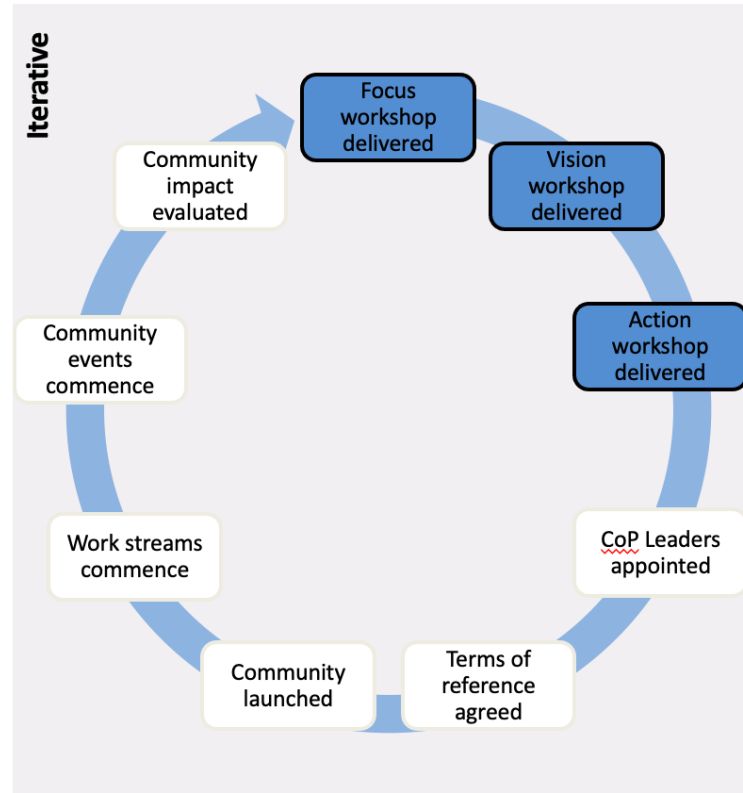 Iterative
Focus
workshop
delivered
Vision
workshop
delivered
Action
workshop
delivered
CoP Leaders
appointed
Terms of
reference
agreed
Community
launched
Work streams
commence
Community
events
commence
Community
impact
evaluated